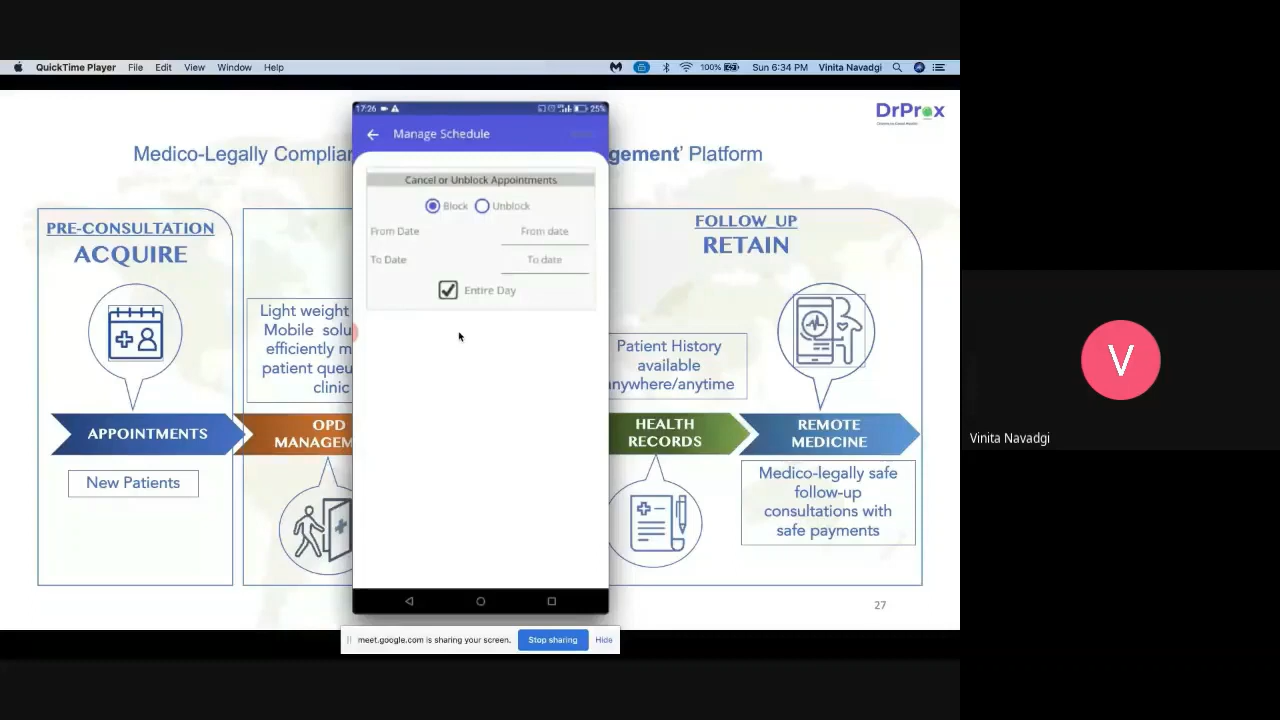 QuickTime Player File Edit View Window Help 100% Sun 6:34 PM Vinita Navadgi
DrProx
Medico-Legally Complian
gement' Platform
PRE-CONSULTATION
ACQUIRE
APPOINTMENTS
New Patients
Light weight
Mobile solu
efficiently m
patient queu
clinic
OPD
MANAGEM
17:26 25%
Manage Schedule
Cancel or Unblock Appointments
Block Unblock
From Date From date
To Date To date
Entire Day
FOLLOW_UP
RETAIN
Patient History
available
nywhere/anytime
HEALTH
RECORDS
REMOTE
MEDICINE
Medico-legally safe
follow-up
consultations with
safe payments
27
meet.google.com is sharing your screen. Stop sharing Hide
V
Vinita Navadgi